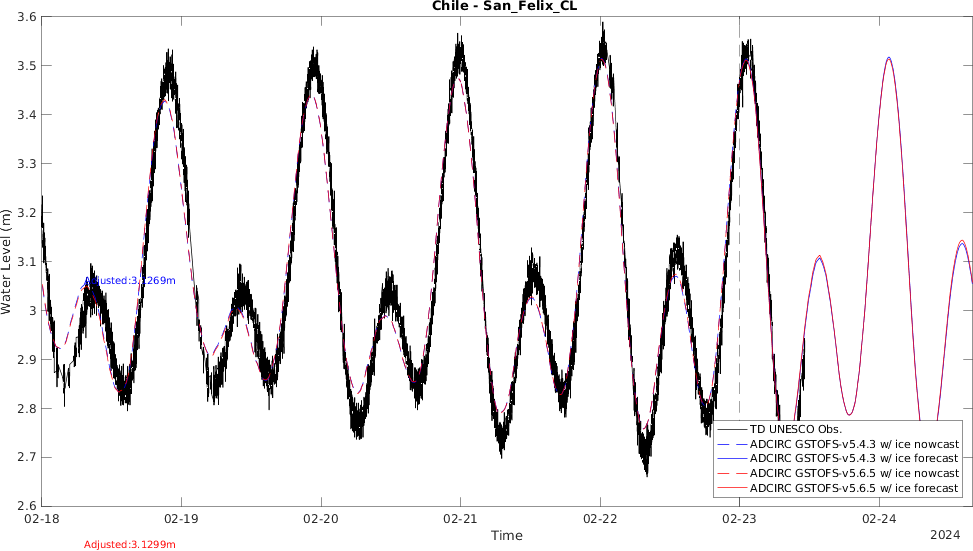 Chile - San_Felix_CL
Water Level (m)
3.6
3.5
3.4
3.3
3.2
3.1
3
2.9
2.8
2.7
2.6
Adjusted:3.1269m
TD UNESCO Obs.
ADCIRC GSTOFS-v5.4.3 w/ ice nowcast
ADCIRC GSTOFS-v5.4.3 w/ ice forecast
ADCIRC GSTOFS-v5.6.5 w/ ice nowcast
ADCIRC GSTOFS-v5.6.5 w/ ice forecast
02-18 02-19 02-20 02-21 02-22 02-23 02-24
Time
2024
Adjusted:3.1299m